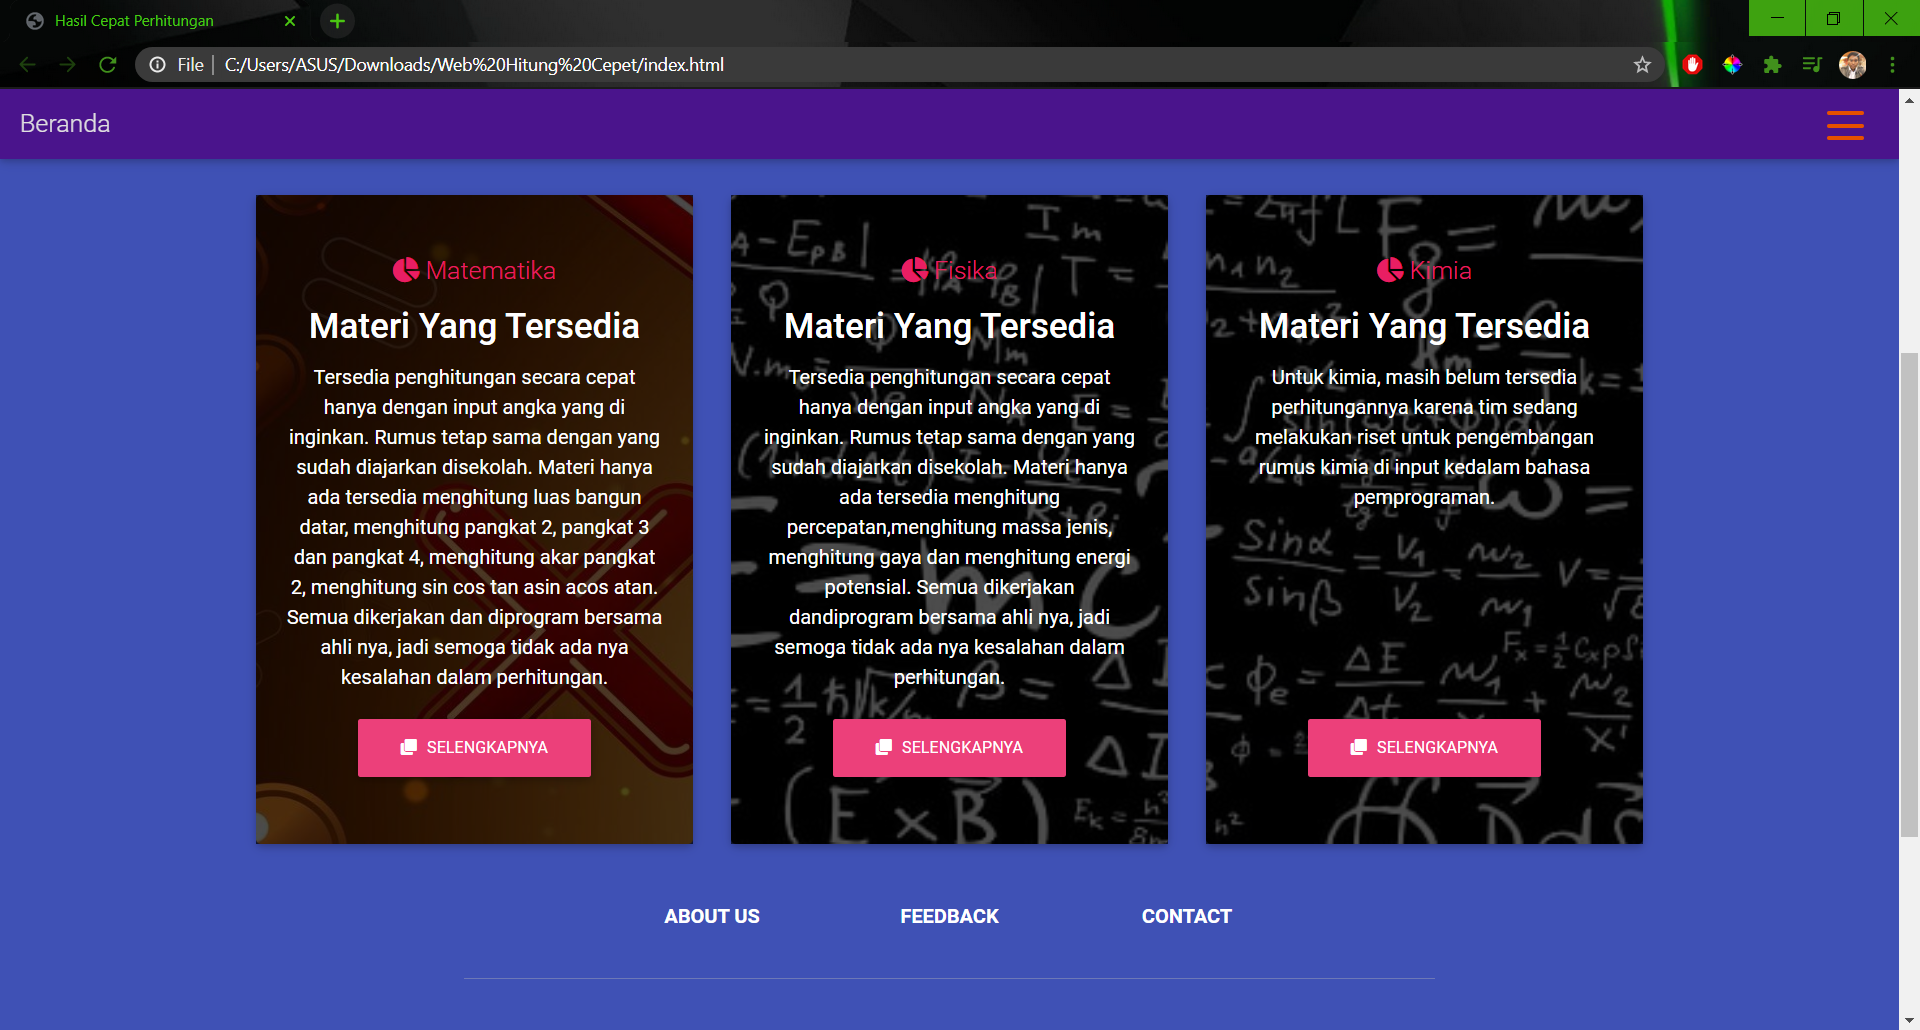 Hasil Cepat Perhitungan
File
C:/Users/ASUS/Downloads/Web%20Hitung%20Cepet/index.html
Beranda
Matematika
Materi Yang Tersedia
Tersedia penghitungan secara cepat
hanya dengan input angka yang di
inginkan. Rumus tetap sama dengan yang
sudah diajarkan disekolah. Materi hanya
ada tersedia menghitung luas bangun
datar, menghitung pangkat 2, pangkat 3
dan pangkat 4, menghitung akar pangkat
2, menghitung sin cos tan asin acos atan.
Semua dikerjakan dan diprogram bersama
ahli nya, jadi semoga tidak ada nya
kesalahan dalam perhitungan.
SELENGKAPNYA
Fisika
Materi Yang Tersedia
Tersedia penghitungan secara cepat
hanya dengan input angka yang di
inginkan. Rumus tetap sama dengan yang
sudah diajarkan disekolah. Materi hanya
ada tersedia menghitung
percepatan,menghitung massa jenis,
menghitung gaya dan menghitung energi
potensial. Semua dikerjakan
dandiprogram bersama ahli nya, jadi
semoga tidak ada nya kesalahan dalam
perhitungan.
SELENGKAPNYA
Kimia
Materi Yang Tersedia
Untuk kimia, masih belum tersedia
perhitungannya karena tim sedang
melakukan riset untuk pengembangan
rumus kimia di input kedalam bahasa
pemprograman.
SELENGKAPNYA
ABOUT US
FEEDBACK
CONTACT